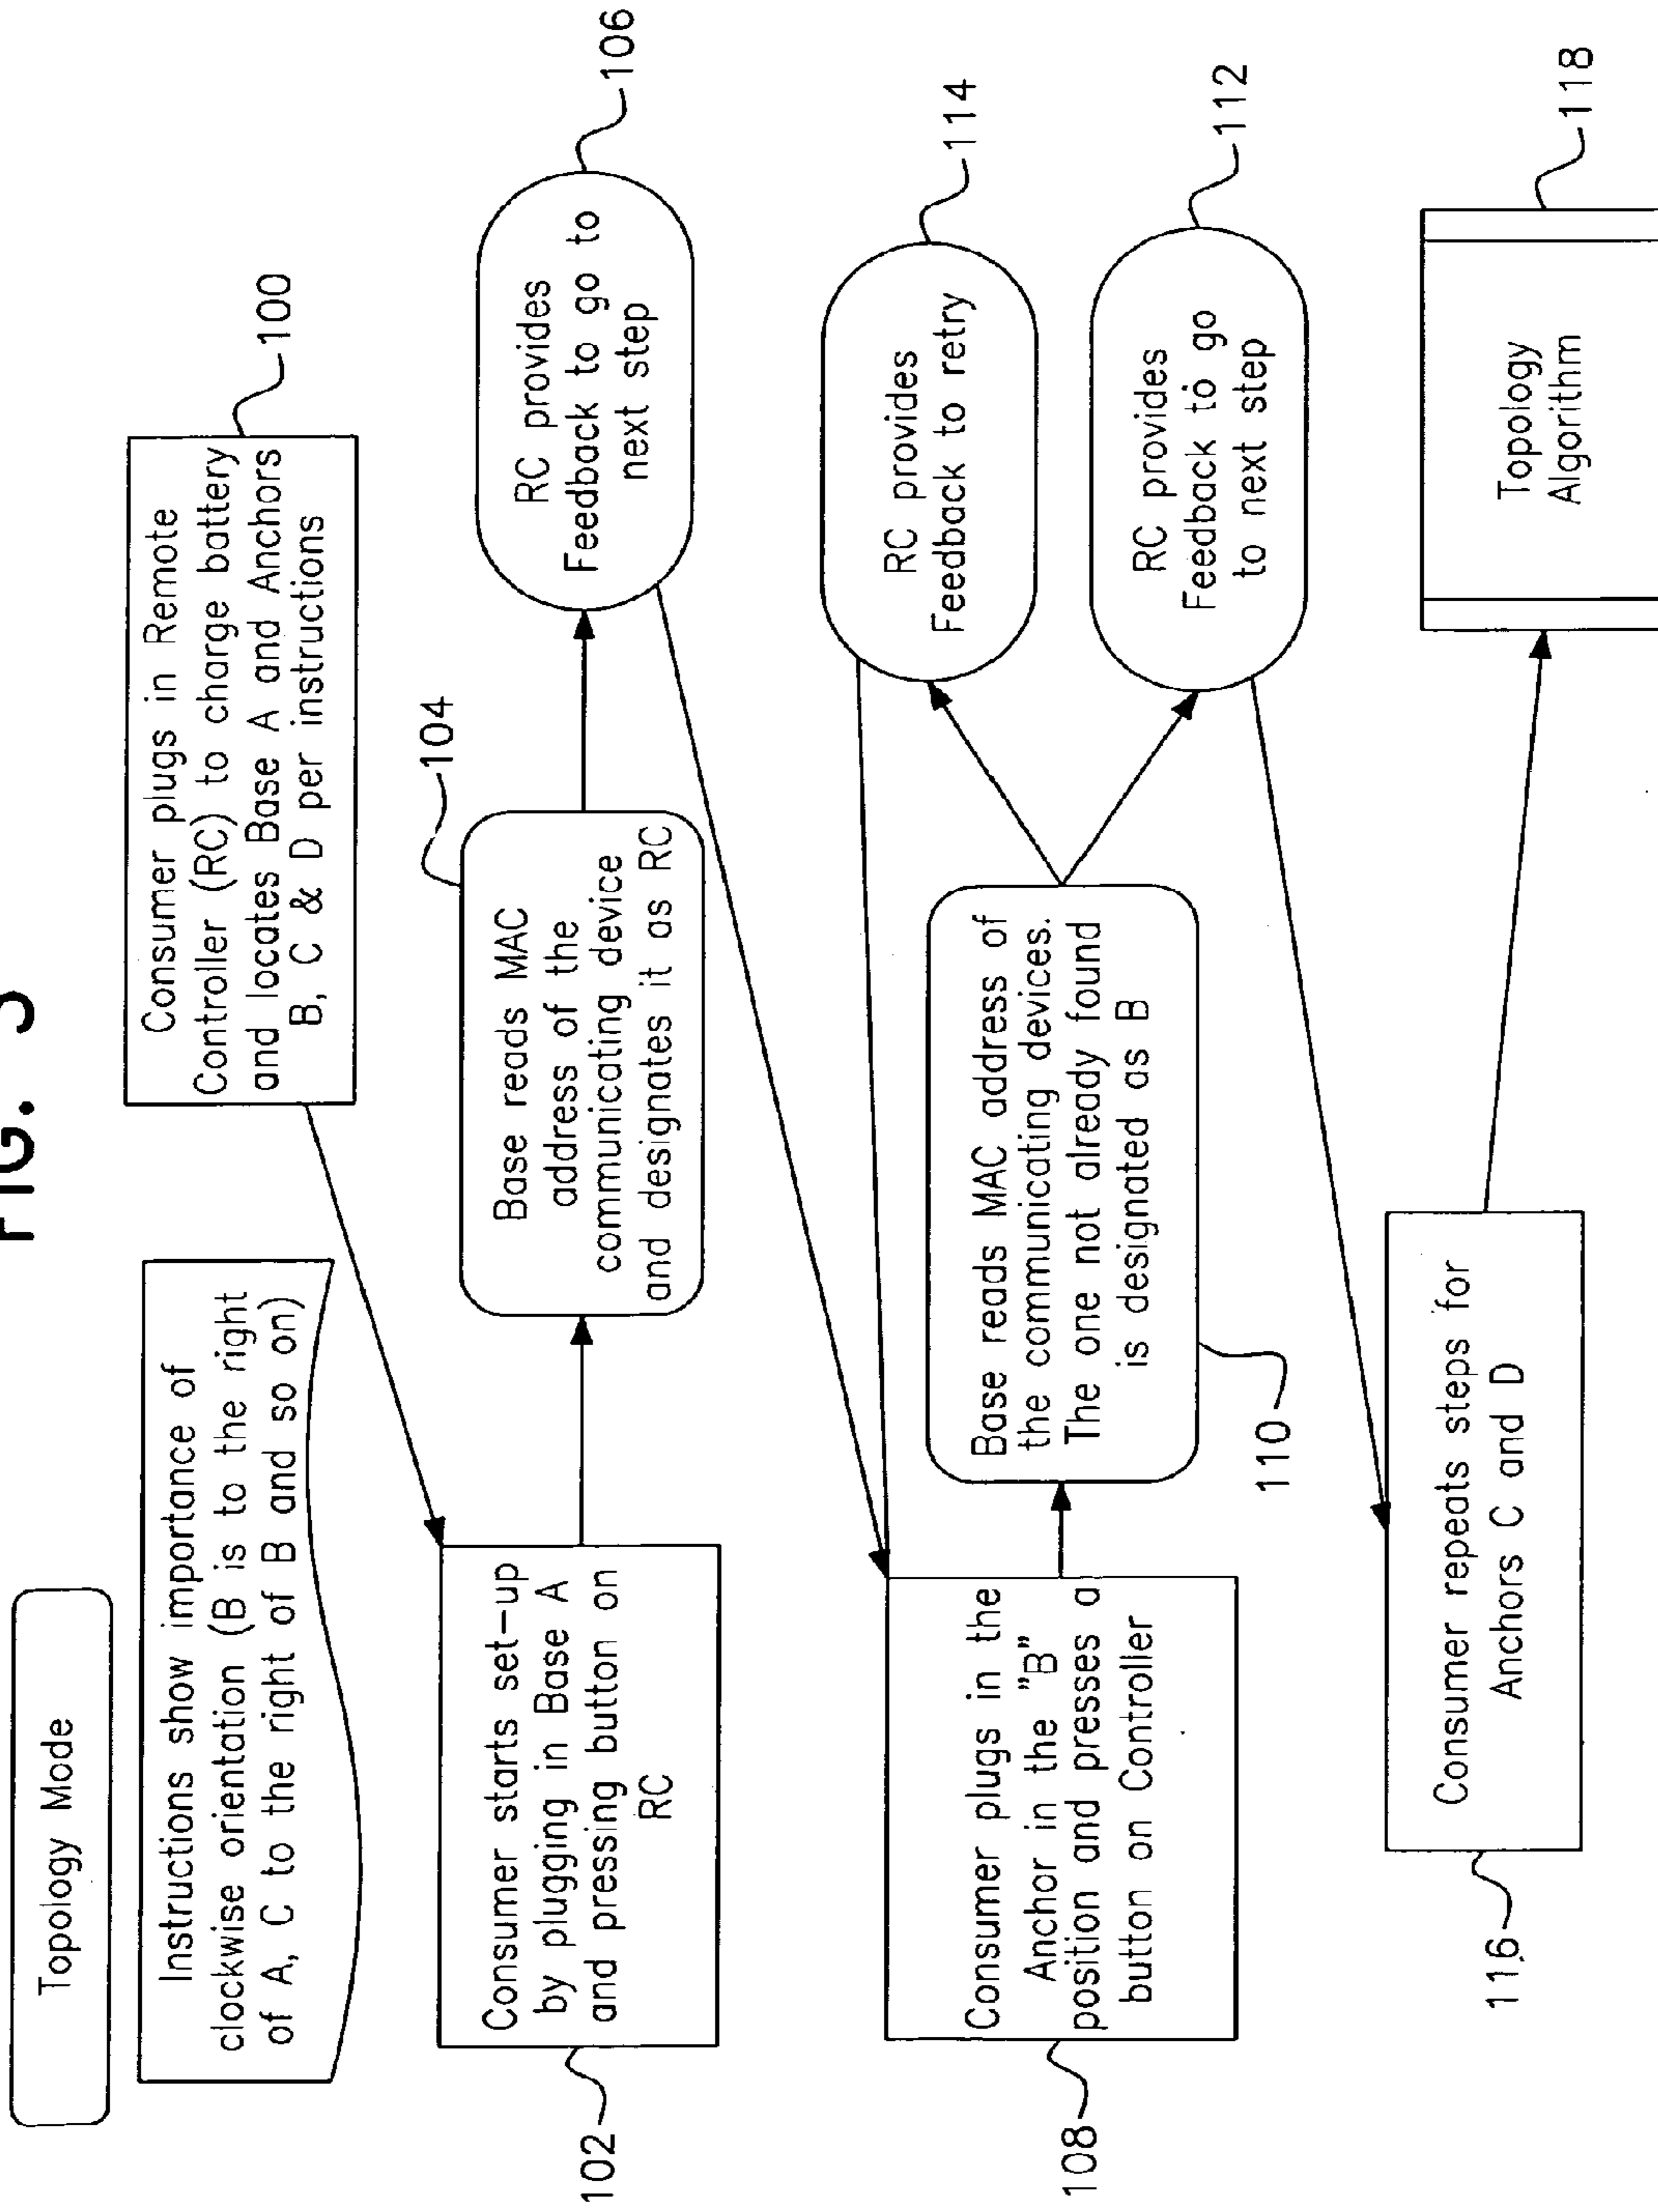 FIG. 3
Topology Mode
Instructions show importance of
clockwise orientation (B is to the right
of A, C to the right of B and so on)
Consumer plugs in Remote
Controller (RC) to charge battery
and locates Base A and Anchors
B, C & D per instructions
100
Consumer starts set-up
by plugging in Base A
and pressing button on
RC
102
Base reads MAC
address of the
communicating device
and designates it as RC
104
RC provides
Feedback to go to
next step
106
Consumer plugs in the
Anchor in the "B"
position and presses a
button on Controller
108
Base reads MAC address of
the communicating devices.
The one not already found
is designated as B
110
RC provides
Feedback to retry
114
RC provides
Feedback to go
to next step
112
Consumer repeats steps for
Anchors C and D
116
Topology
Algorithm
118